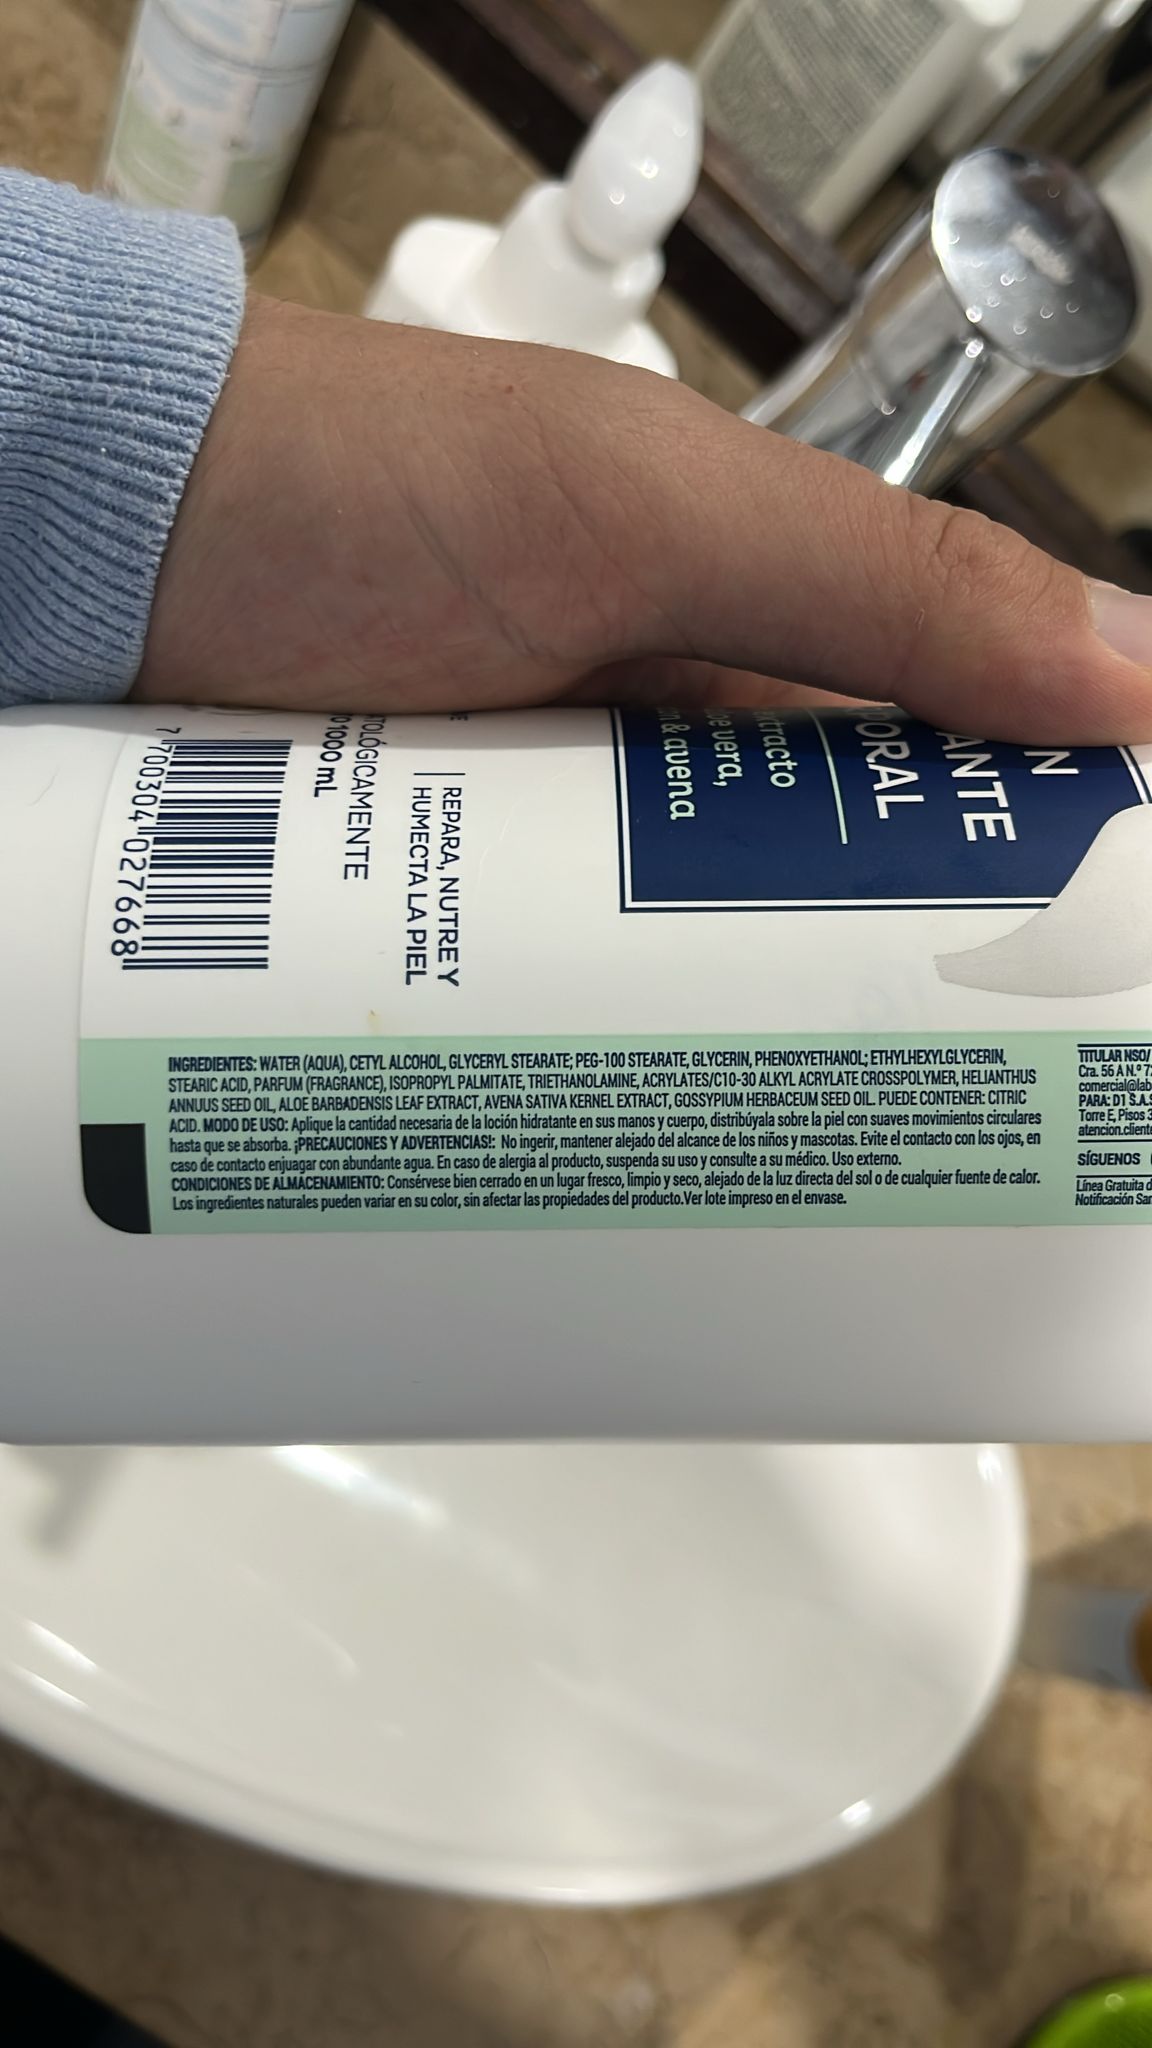 INGREDIENTES: WATER (AQUA), CETYL ALCOHOL, GLYCERYL STEARATE; PEG-100 STEARATE, GLYCERIN, PHENOXYETHANOL; ETHYLHEXYLGLYCERIN,
STEARIC ACID, PARFUM (FRAGRANCE), ISOPROPYL PALMITATE, TRIETHANOLAMINE, ACRYLATES/C10-30 ALKYL ACRYLATE CROSSPOLYMER, HELIANTHUS
ANNUUS SEED OIL, ALOE BARBADENSIS LEAF EXTRACT, AVENA SATIVA KERNEL EXTRACT, GOSSYPIUM HERBACEUM SEED OIL. PUEDE CONTENER: CITRIC
ACID. MODO DE USO: Aplique la cantidad necesaria de la loción hidratante en sus manos y cuerpo, distribúyala sobre la piel con suaves movimientos circulares
hasta que se absorba. ¡PRECAUCIONES Y ADVERTENCIAS!: No ingerir, mantener alejado del alcance de los niños y mascotas. Evite el contacto con los ojos, en
caso de contacto enjuagar con abundante agua. En caso de alergia al producto, suspenda su uso y consulte a su médico. Uso externo.
CONDICIONES DE ALMACENAMIENTO: Consérvese bien cerrado en un lugar fresco, limpio y seco, alejado de la luz directa del sol o de cualquier fuente de calor.
Los ingredientes naturales pueden variar en su color, sin afectar las propiedades del producto.Ver lote impreso en el envase.
TITULAR NSO/
Cra. 56 A N.º 7
comercial@lab
PARA: D1 S.A.S
Torre E, Pisos 3
atencion.cliente
SÍGUENOS
Línea Gratuita d
Notificación San
N
ANTE
ORAL
xtracto
vera,
& avena
REPARA, NUTRE Y
HUMECTA LA PIEL
TOLÓGICAMENTE
1000 mL
7 700304 027668